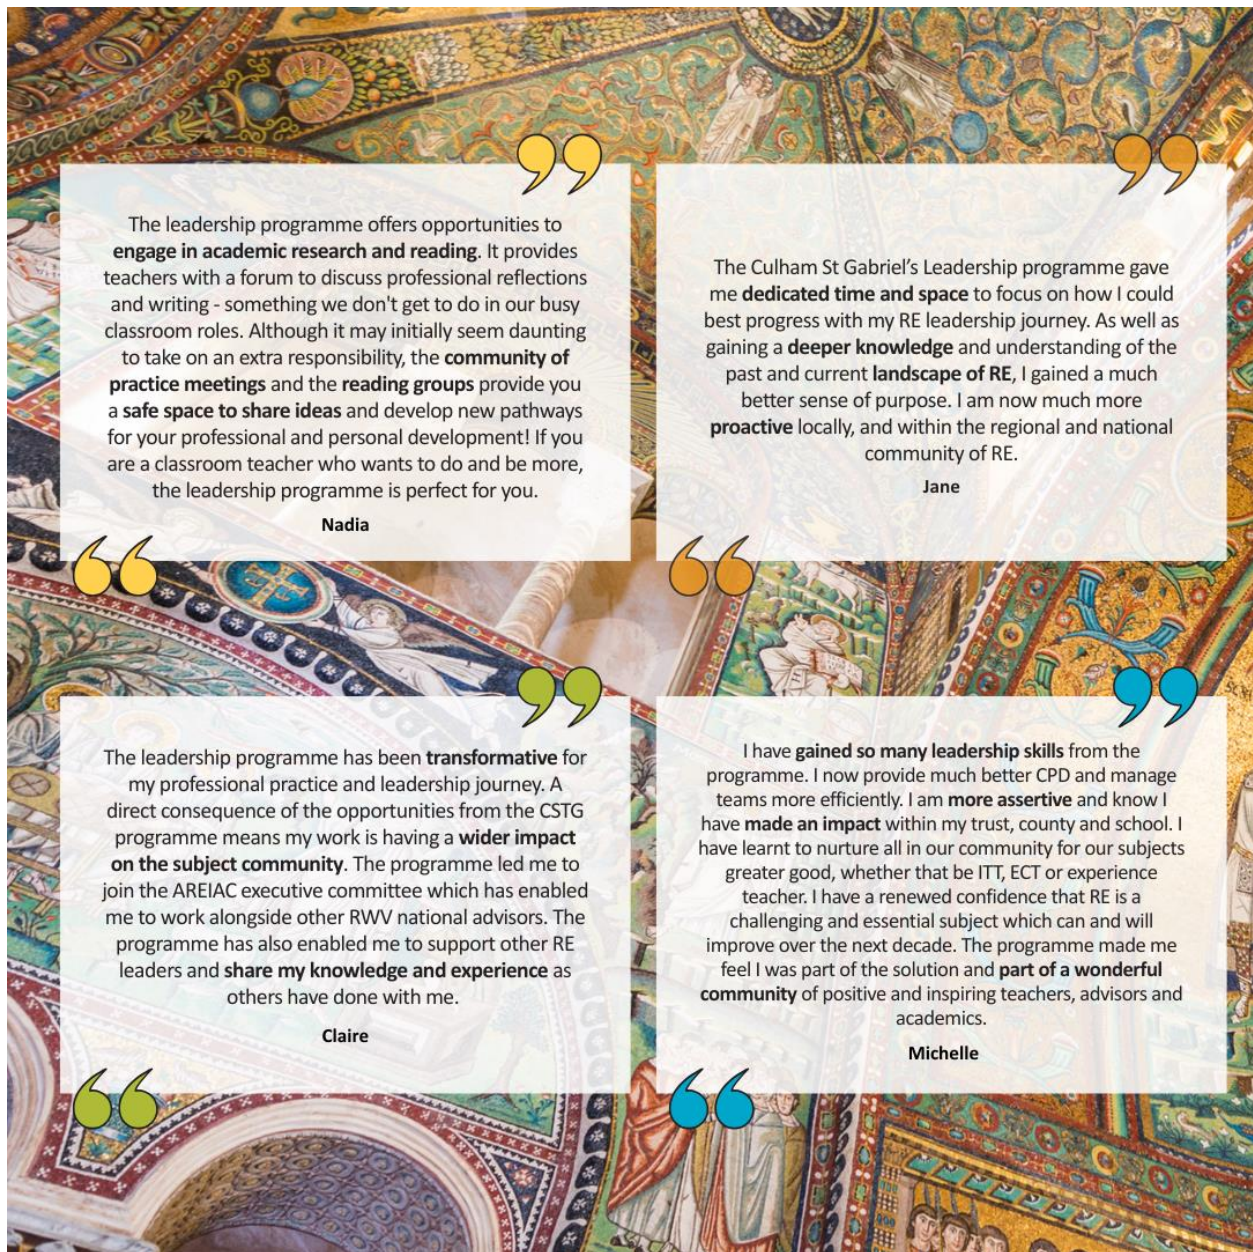 The leadership programme offers opportunities to
engage in academic research and reading. It provides
teachers with a forum to discuss professional reflections
and writing - something we don't get to do in our busy
classroom roles. Although it may initially seem daunting
to take on an extra responsibility, the community of
practice meetings and the reading groups provide you
a safe space to share ideas and develop new pathways
for your professional and personal development! If you
are a classroom teacher who wants to do and be more,
the leadership programme is perfect for you.
Nadia
The Culham St Gabriel’s Leadership programme gave
me dedicated time and space to focus on how I could
best progress with my RE leadership journey. As well as
gaining a deeper knowledge and understanding of the
past and current landscape of RE, I gained a much
better sense of purpose. I am now much more
proactive locally, and within the regional and national
community of RE.
Jane
The leadership programme has been transformative for
my professional practice and leadership journey. A
direct consequence of the opportunities from the CSTG
programme means my work is having a wider impact
on the subject community. The programme led me to
join the AREIAC executive committee which has enabled
me to work alongside other RWV national advisors. The
programme has also enabled me to support other RE
leaders and share my knowledge and experience as
others have done with me.
Claire
I have gained so many leadership skills from the
programme. I now provide much better CPD and manage
teams more efficiently. I am more assertive and know I
have made an impact within my trust, county and school. I
have learnt to nurture all in our community for our subjects
greater good, whether that be ITT, ECT or experience
teacher. I have a renewed confidence that RE is a
challenging and essential subject which can and will
improve over the next decade. The programme made me
feel I was part of the solution and part of a wonderful
community of positive and inspiring teachers, advisors and
academics.
Michelle